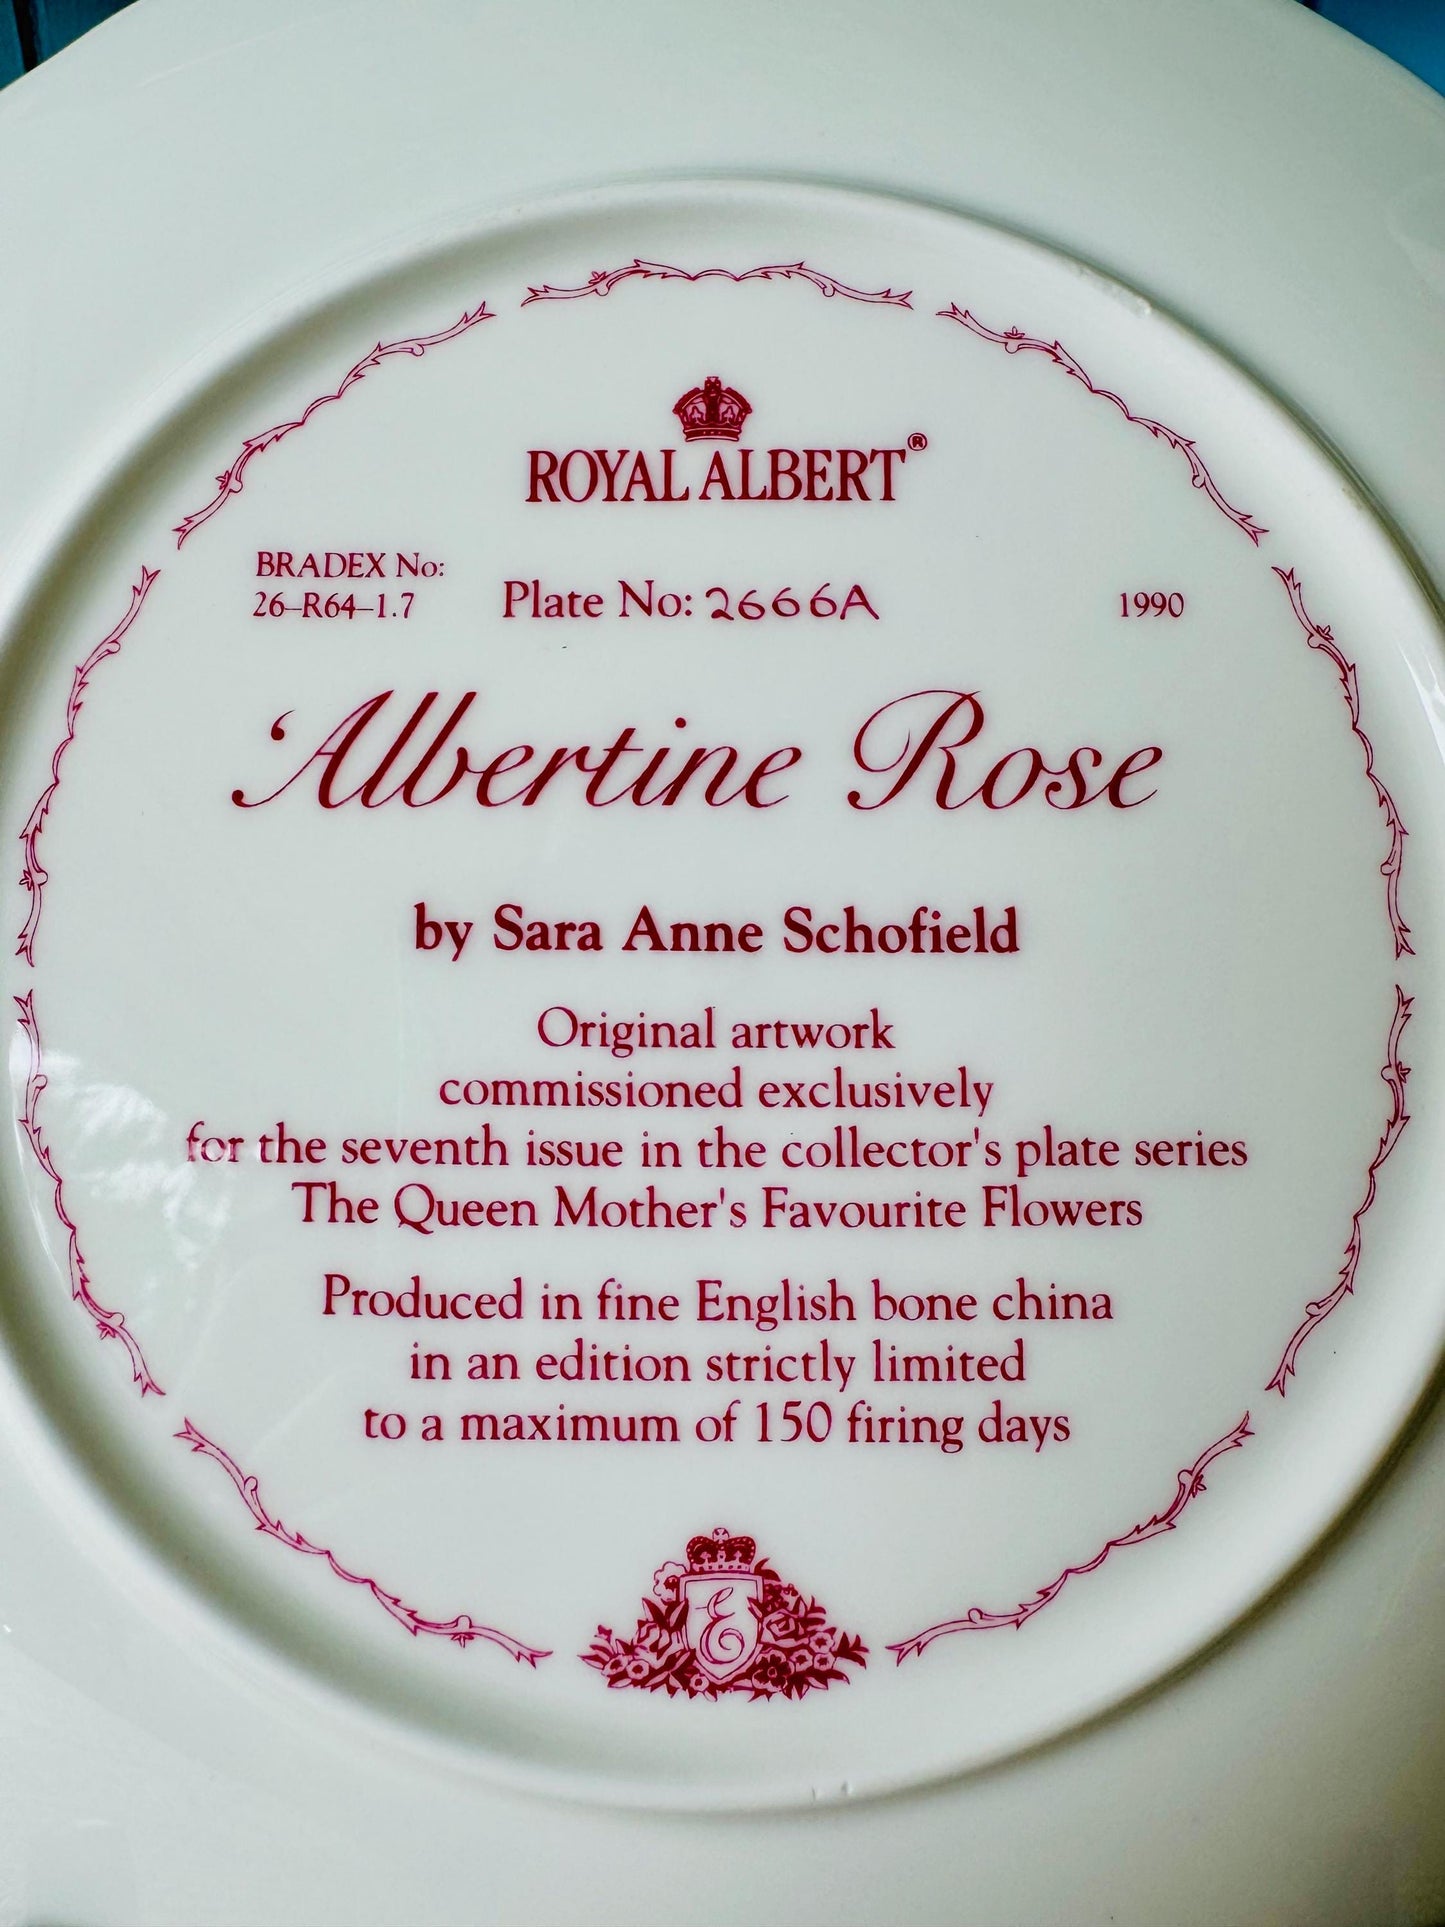 ROYAL ALBERT®
BRADEX No:
26–R64–1.7
Plate No: 2666A
1990
‘Albertine Rose
by Sara Anne Schofield
Original artwork
commissioned exclusively
for the seventh issue in the collector's plate series
The Queen Mother's Favourite Flowers
Produced in fine English bone china
in an edition strictly limited
to a maximum of 150 firing days
E